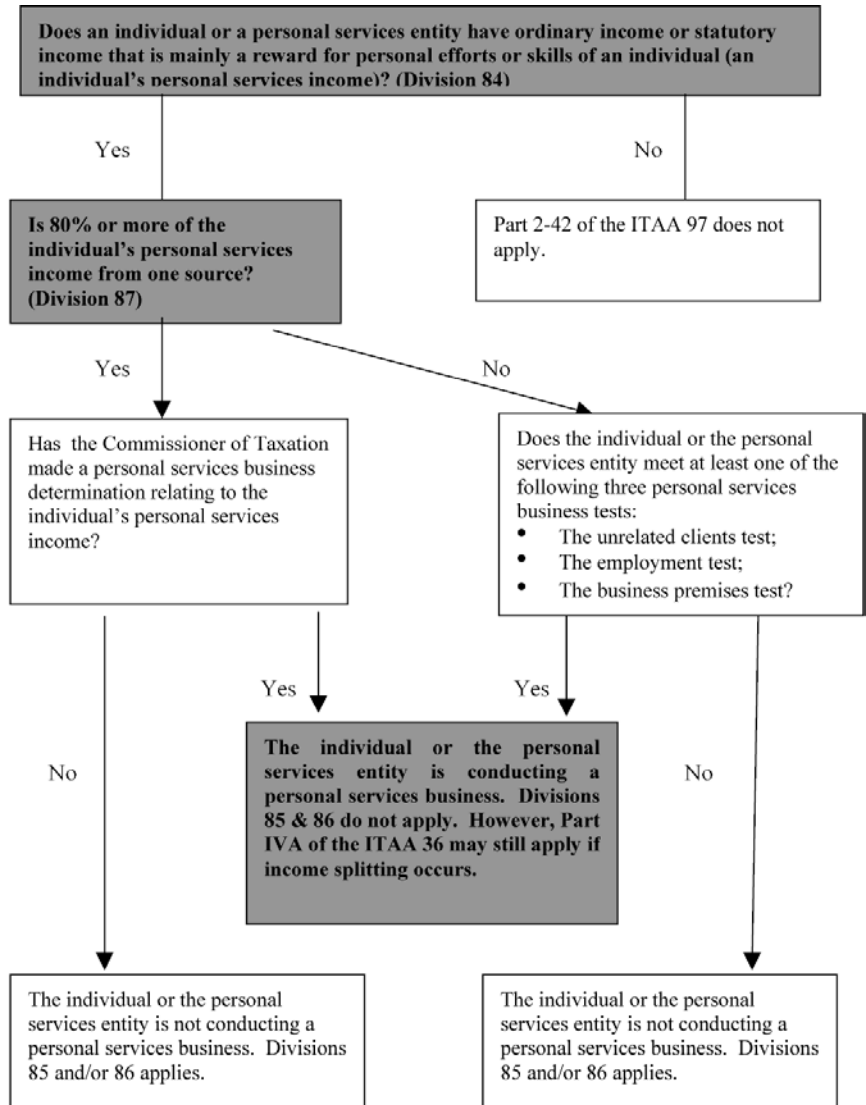 Does an individual or a personal services entity have ordinary income or statutory
income that is mainly a reward for personal efforts or skills of an individual (an
individual's personal services income)? (Division 84)
Yes
No
Is 80% or more of the
individual's personal services
income from one source?
(Division 87)
Part 2-42 of the ITAA 97 does not
apply.
Yes
No
Has the Commissioner of Taxation
made a personal services business
determination relating to the
individual's personal services
income?
Does the individual or the personal
services entity meet at least one of the
following three personal services
business tests:
• The unrelated clients test;
• The employment test;
• The business premises test?
Yes
Yes
No
No
The individual or the personal
services entity is conducting a
personal services business. Divisions
85 & 86 do not apply. However, Part
IVA of the ITAA 36 may still apply if
income splitting occurs.
The individual or the personal
services entity is not conducting a
personal services business. Divisions
85 and/or 86 applies.
The individual or the personal
services entity is not conducting a
personal services business. Divisions
85 and/or 86 applies.